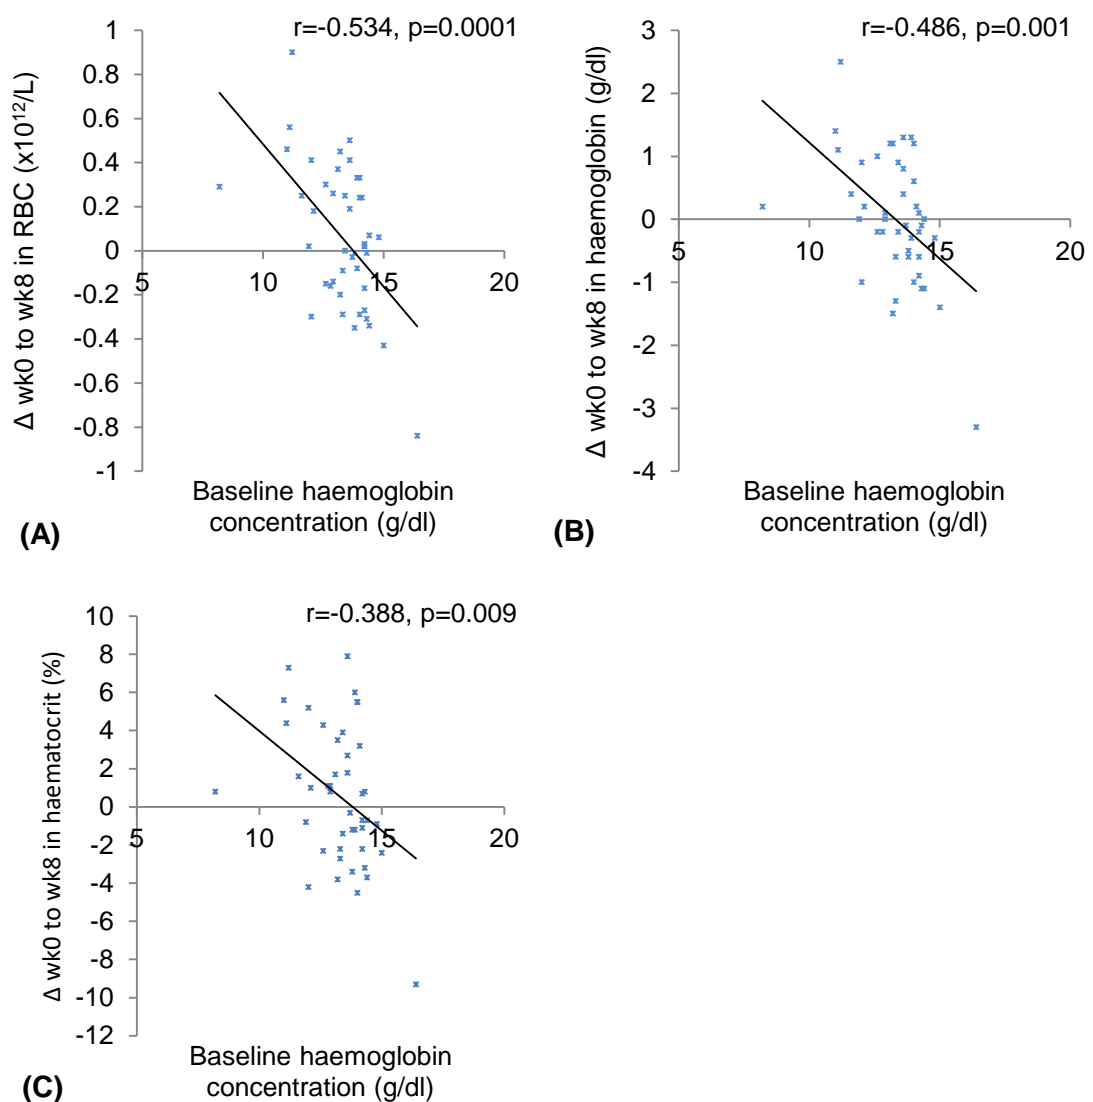 r=-0.534, p=0.0001
1
0.8
0.6
0.4
0.2
0
-0.2
-0.4
-0.6
-0.8
-1
5
10
15
20
Δ wk0 to wk8 in RBC (x10¹²/L)
Baseline haemoglobin
concentration (g/dl)
(A)
r=-0.486, p=0.001
3
2
1
0
-1
-2
-3
-4
5
10
15
20
Δ wk0 to wk8 in haemoglobin (g/dl)
Baseline haemoglobin
concentration (g/dl)
(B)
r=-0.388, p=0.009
10
8
6
4
2
0
-2
-4
-6
-8
-10
-12
5
10
15
20
Δ wk0 to wk8 in haematocrit (%)
Baseline haemoglobin
concentration (g/dl)
(C)